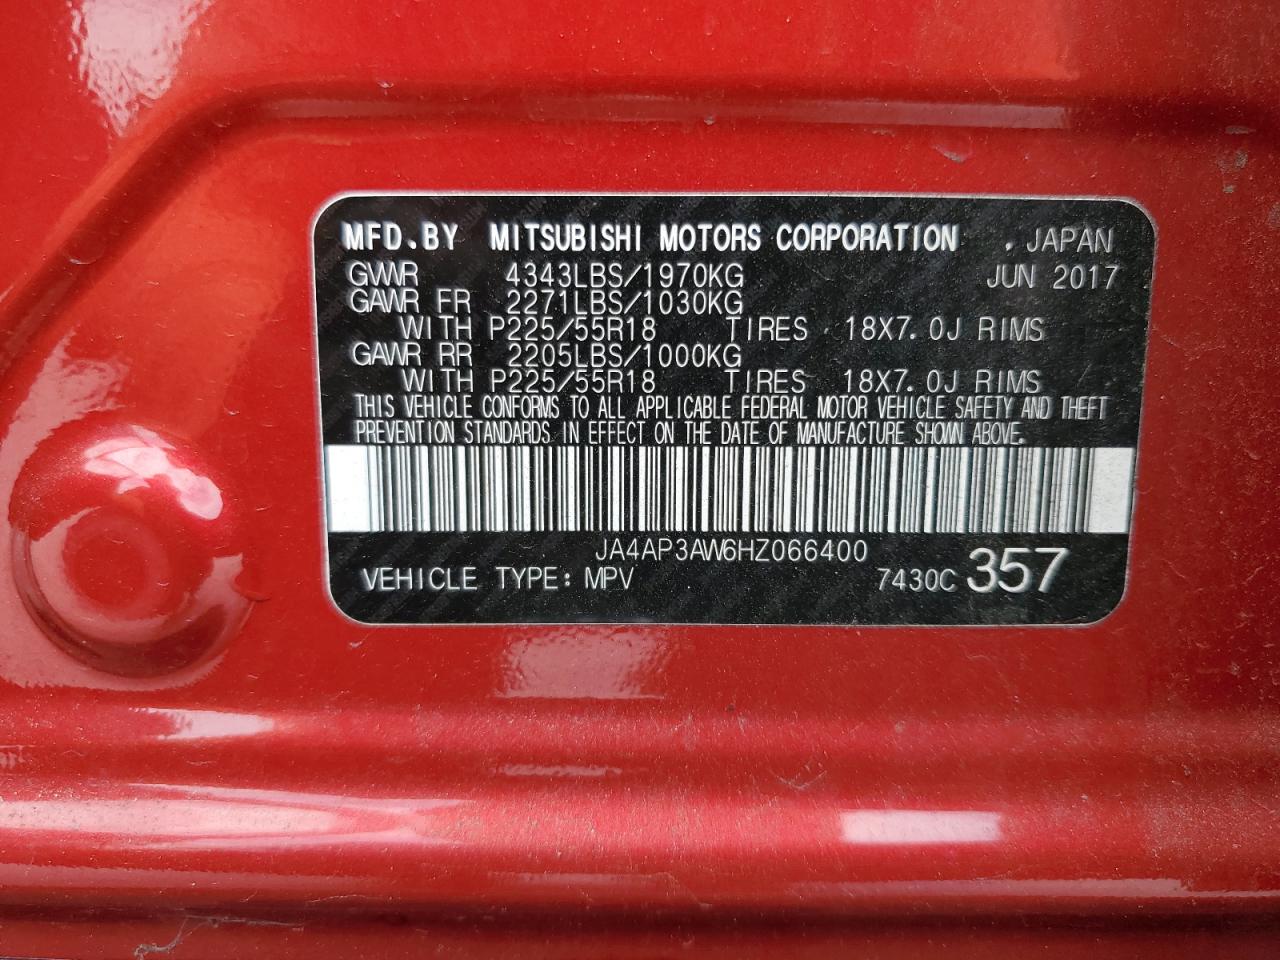 MFD.BY MITSUBISHI MOTORS CORPORATION . JAPAN
GVWR 4343LBS/1970KG JUN 2017
GAWR FR 2271LBS/1030KG
WITH P225/55R18 TIRES 18X7.0J RIMS
GAWR RR 2205LBS/1000KG
WITH P225/55R18 TIRES 18X7.0J RIMS
THIS VEHICLE CONFORMS TO ALL APPLICABLE FEDERAL MOTOR VEHICLE SAFETY AND THEFT
PREVENTION STANDARDS IN EFFECT ON THE DATE OF MANUFACTURE SHOWN ABOVE.
JA4AP3AW6HZ066400
VEHICLE TYPE: MPV 7430C 357